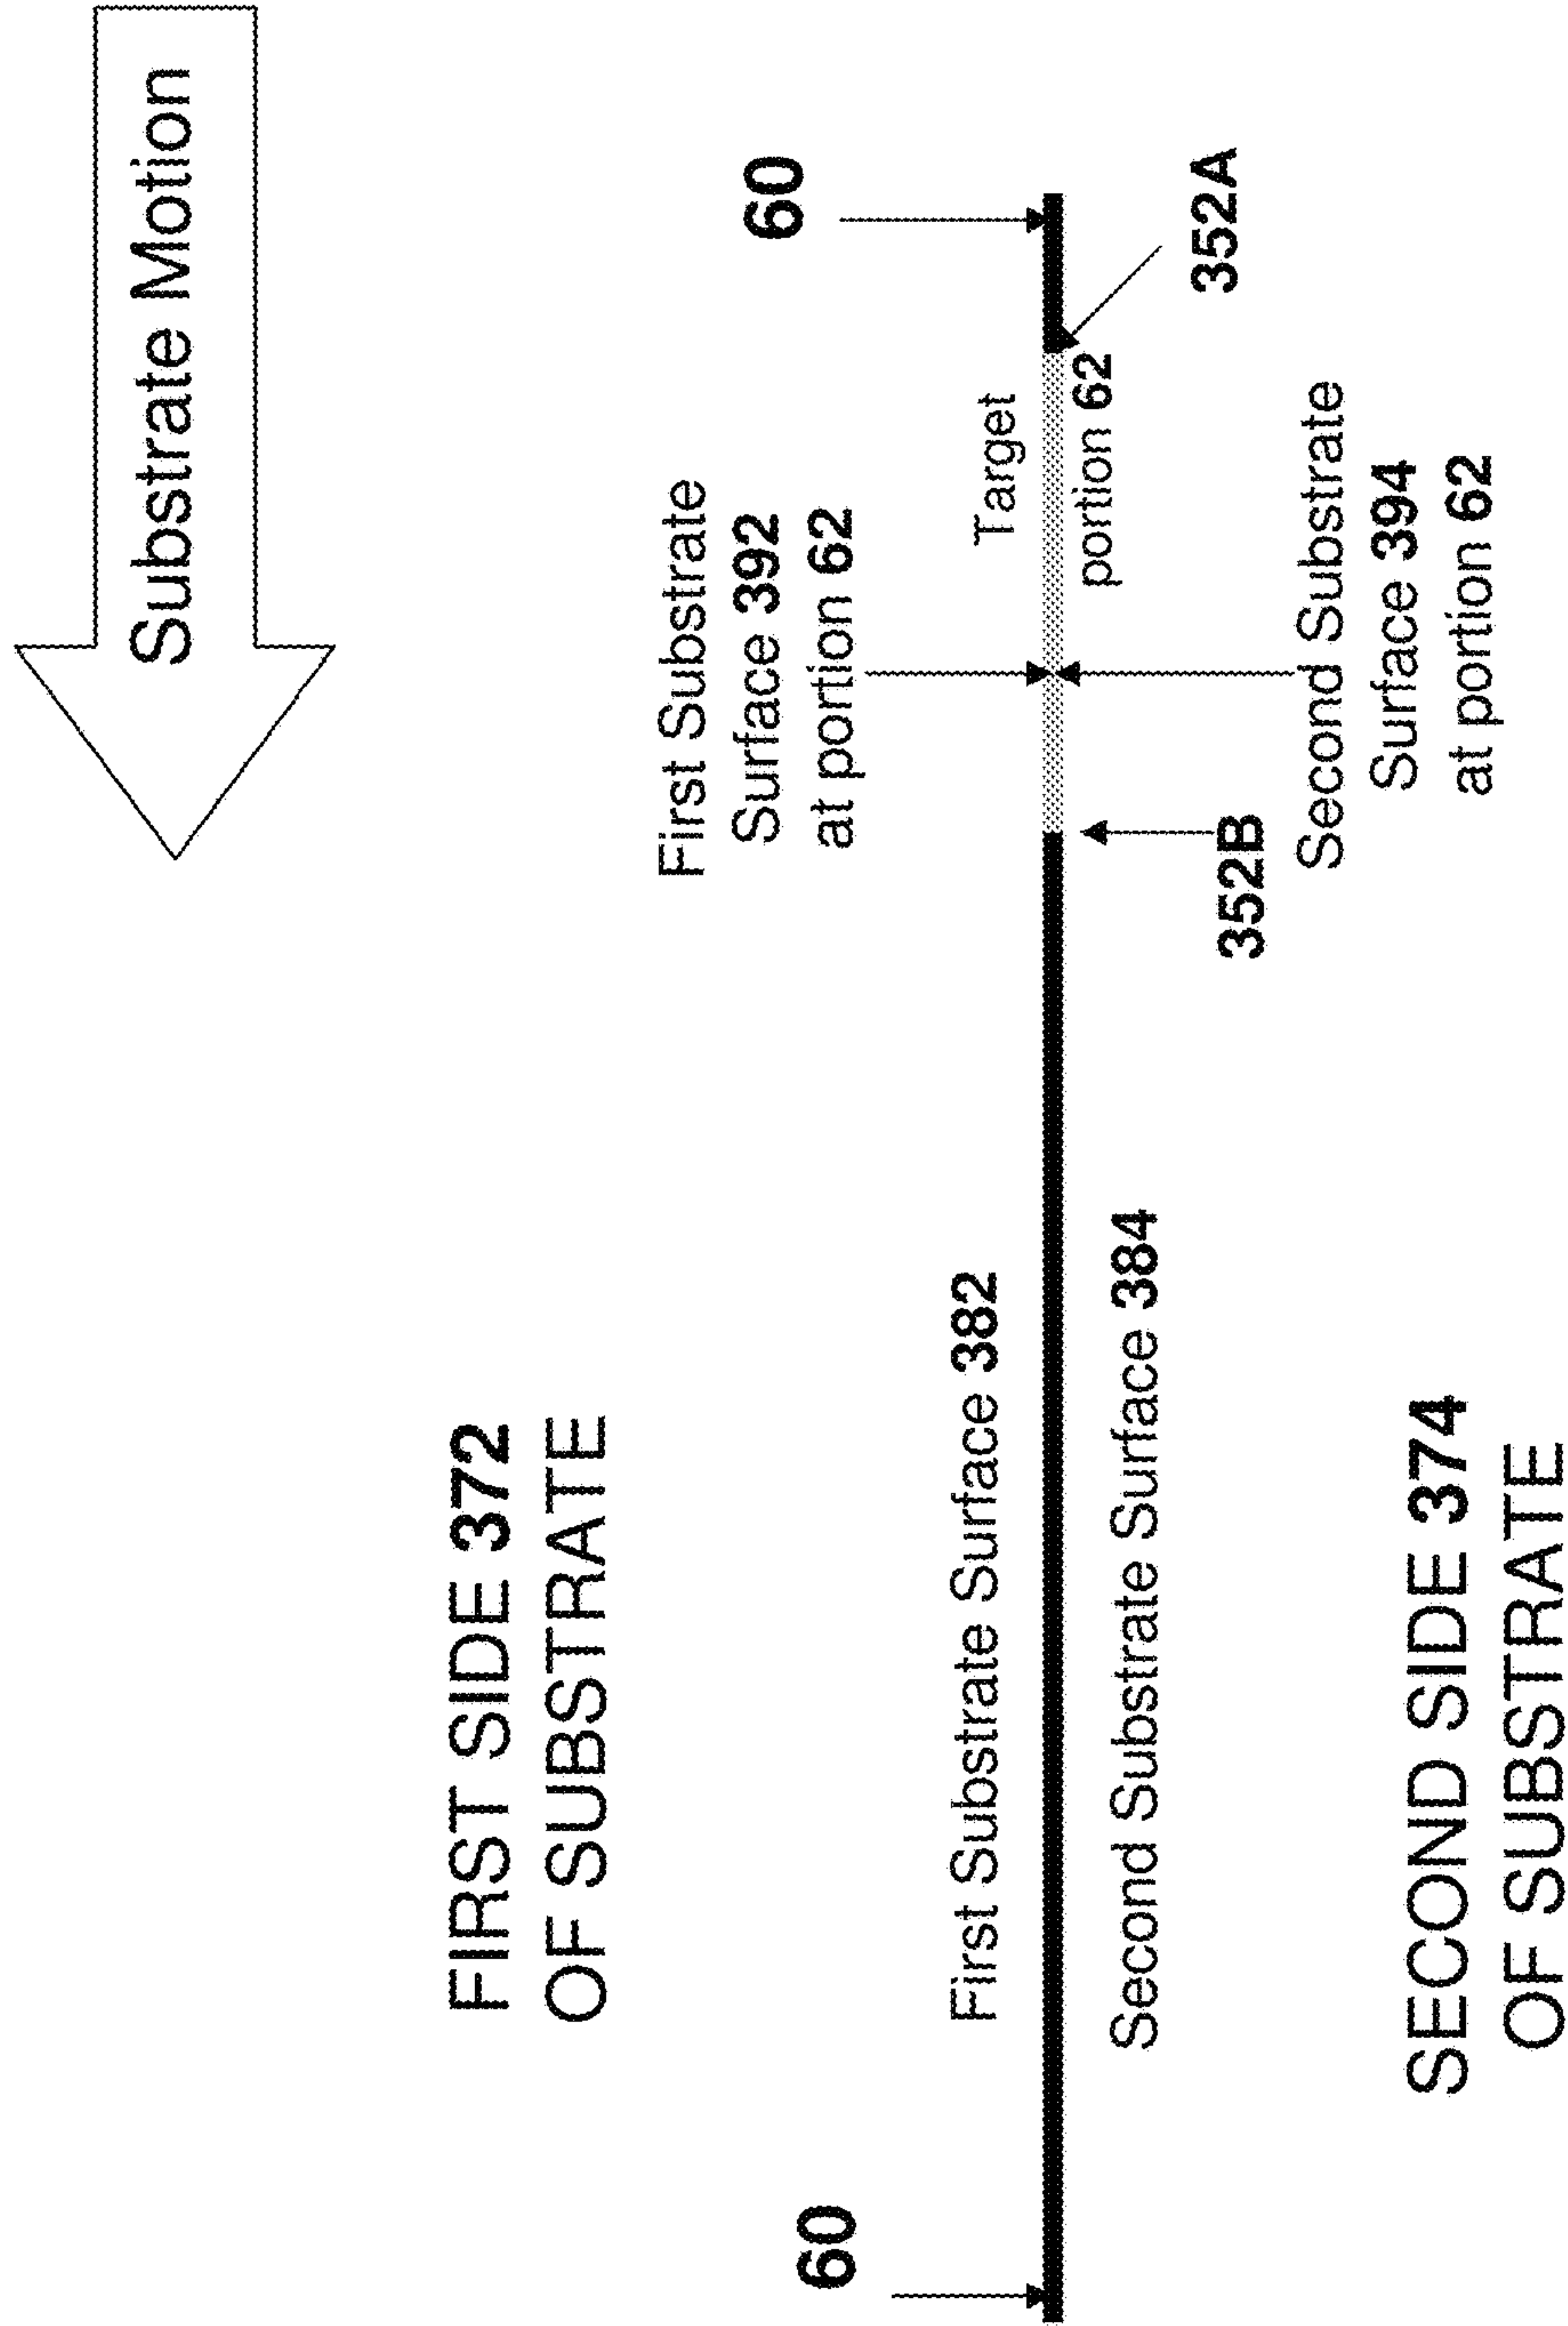 Substrate Motion
FIRST SIDE 372
OF SUBSTRATE
First Substrate
Surface 392
at portion 62
60
60
First Substrate Surface 382
Target
portion 62
Second Substrate Surface 384
352B
352A
Second Substrate
Surface 394
at portion 62
SECOND SIDE 374
OF SUBSTRATE